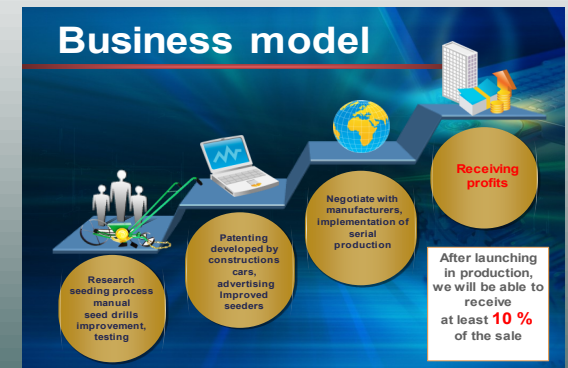 Business model
Research
seeding process
manual
seed drills
improvement,
testing
Patenting
developed by
constructions
cars,
advertising
Improved
seeders
Negotiate with
manufacturers,
implementation of
serial
production
Receiving
profits
After launching
in production,
we will be able to
receive
at least 10 %
of the sale